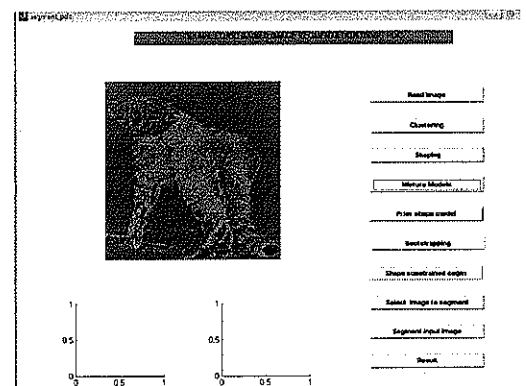 Read Image
Clustering
Shaping
Mixture Models
Prior shape model
Bootstrapping
Shape constrained
Select Image to segment
Segment input image
Result
1
0.5
0
0 0.5 1
1
0.5
0
0 0.5 1